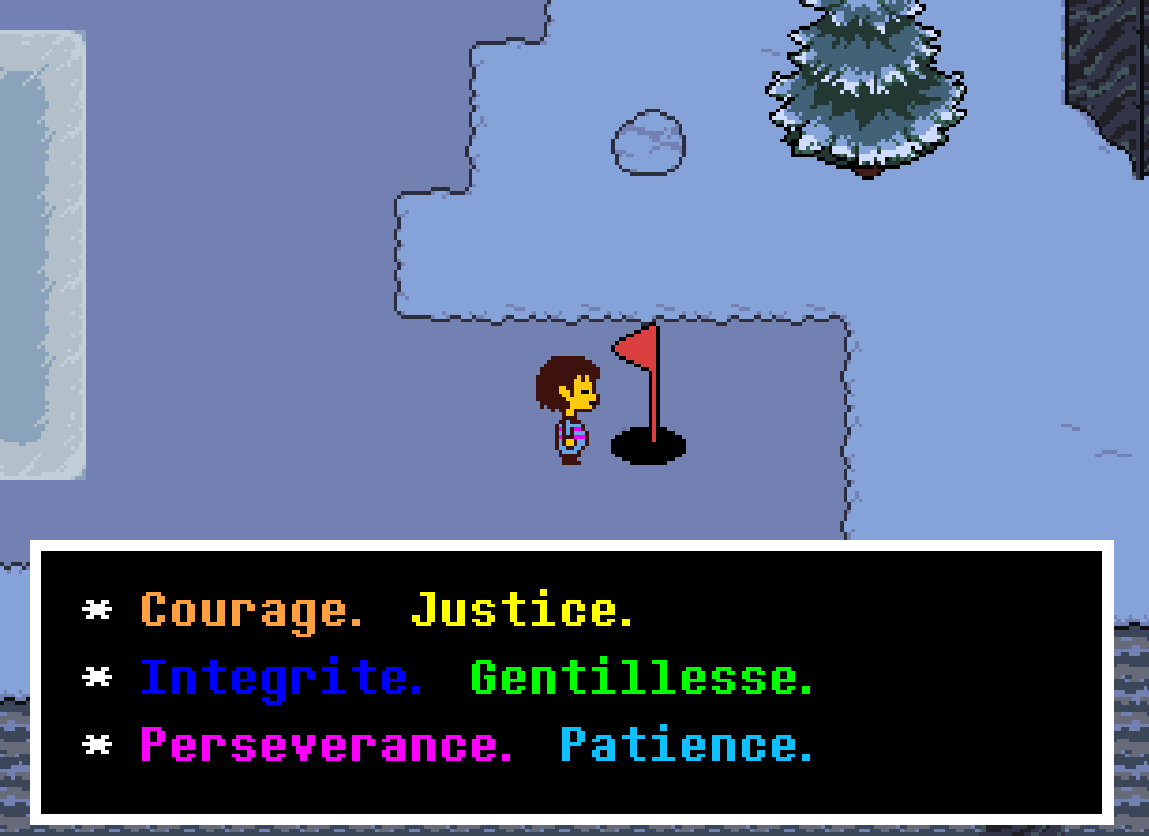 * Courage. Justice.
* Integrite. Gentillesse.
* Perseverance. Patience.